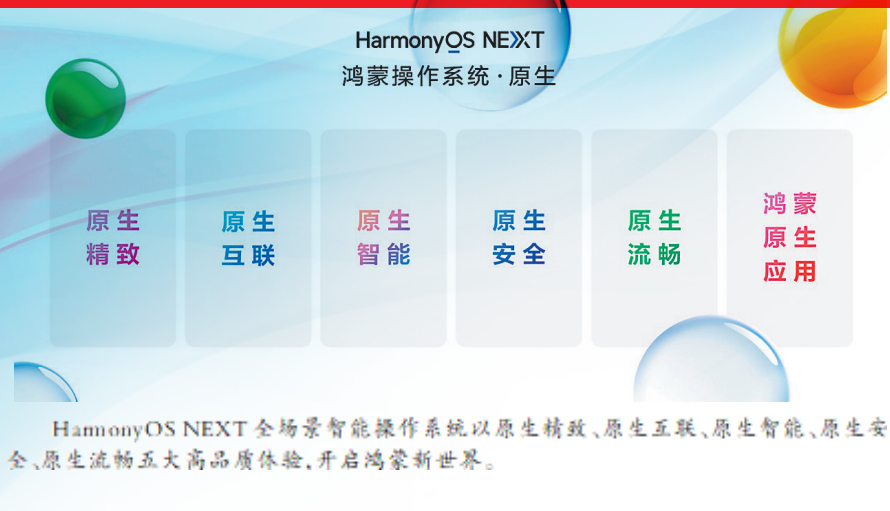 HarmonyOS NEXT
鸿蒙操作系统·原生
原生
精致
原生
互联
原生
智能
原生
安全
原生
流畅
鸿蒙
原生
应用
HarmonyOS NEXT 全场景智能操作系统以原生精致、原生互联、原生智能、原生安
全、原生流畅五大高品质体验,开启鸿蒙新世界。